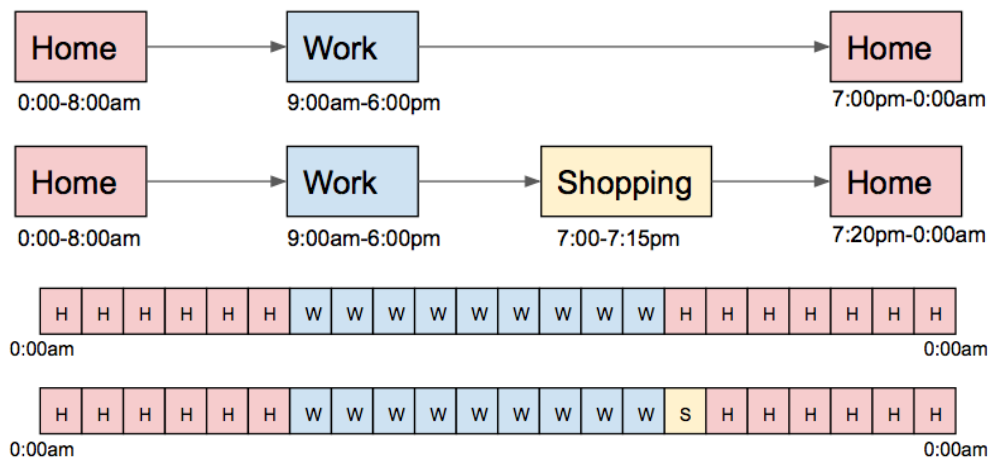 Home Work Home
0:00-8:00am 9:00am-6:00pm 7:00pm-0:00am
Home Work Shopping Home
0:00-8:00am 9:00am-6:00pm 7:00-7:15pm 7:20pm-0:00am
H H H H H H W W W W W W W W W H H H H H H H
0:00am 0:00am
H H H H H H W W W W W W W W W S H H H H H H
0:00am 0:00am